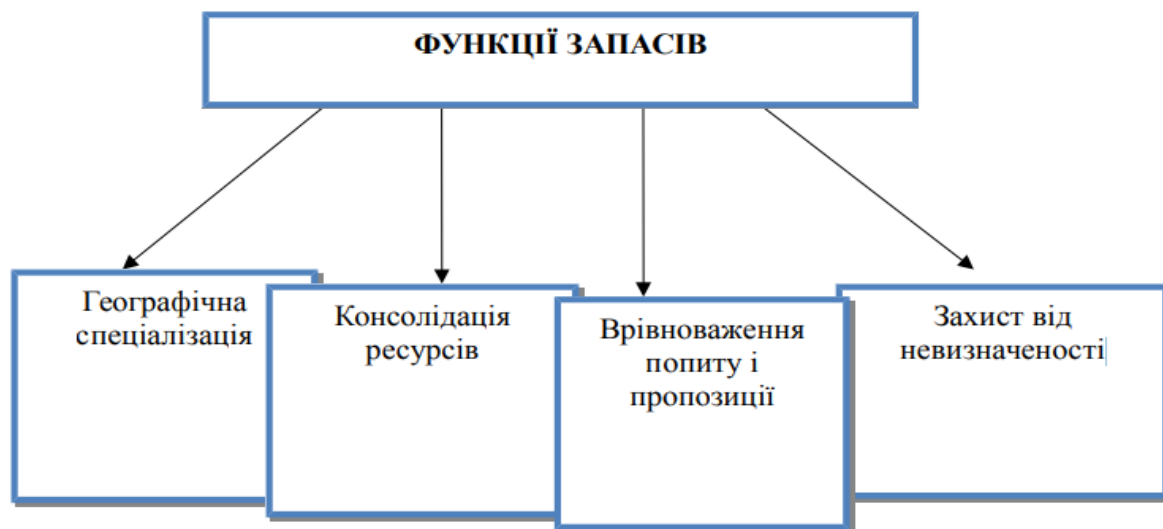 ФУНКЦІЇ ЗАПАСІВ
Географічна
спеціалізація
Консолідація
ресурсів
Врівноваження
попиту і
пропозиції
Захист від
невизначеності